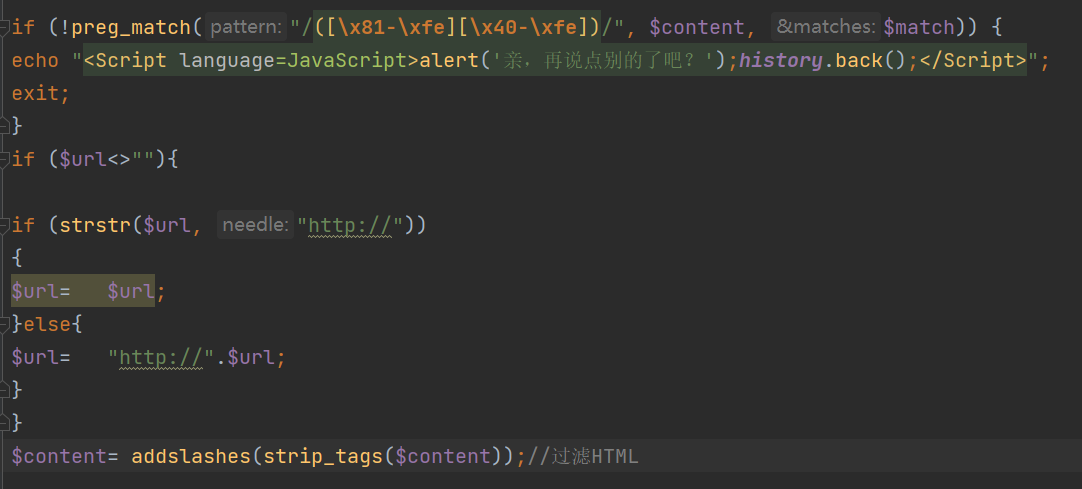 if (!preg_match( pattern: "/([\x81-\xfe][\x40-\xfe])/", $content, &matches: $match)) {
echo "<Script language=JavaScript>alert('亲，再说点别的了吧？');history.back();</Script>";
exit;
}
if ($url<>""){
if (strstr($url, needle: "http://"))
{
$url= $url;
}else{
$url= "http://".$url;
}
}
$content= addslashes(strip_tags($content));//过滤HTML